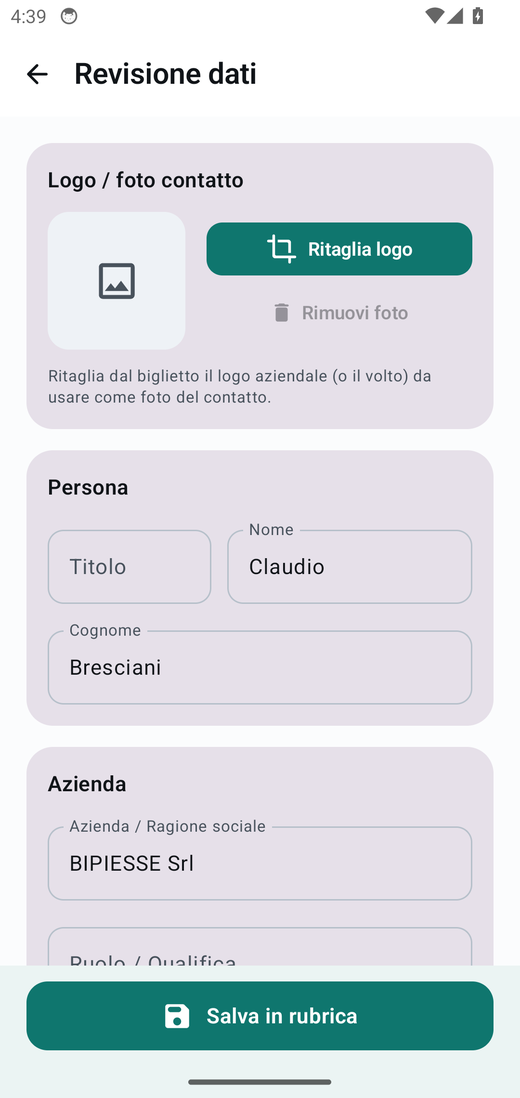 4:39
Revisione dati
Logo / foto contatto
Ritaglia logo
Rimuovi foto
Ritaglia dal biglietto il logo aziendale (o il volto) da
usare come foto del contatto.
Persona
Titolo
Nome
Claudio
Cognome
Bresciani
Azienda
Azienda / Ragione sociale
BIPIESSE Srl
Ruolo / Qualifica
Salva in rubrica